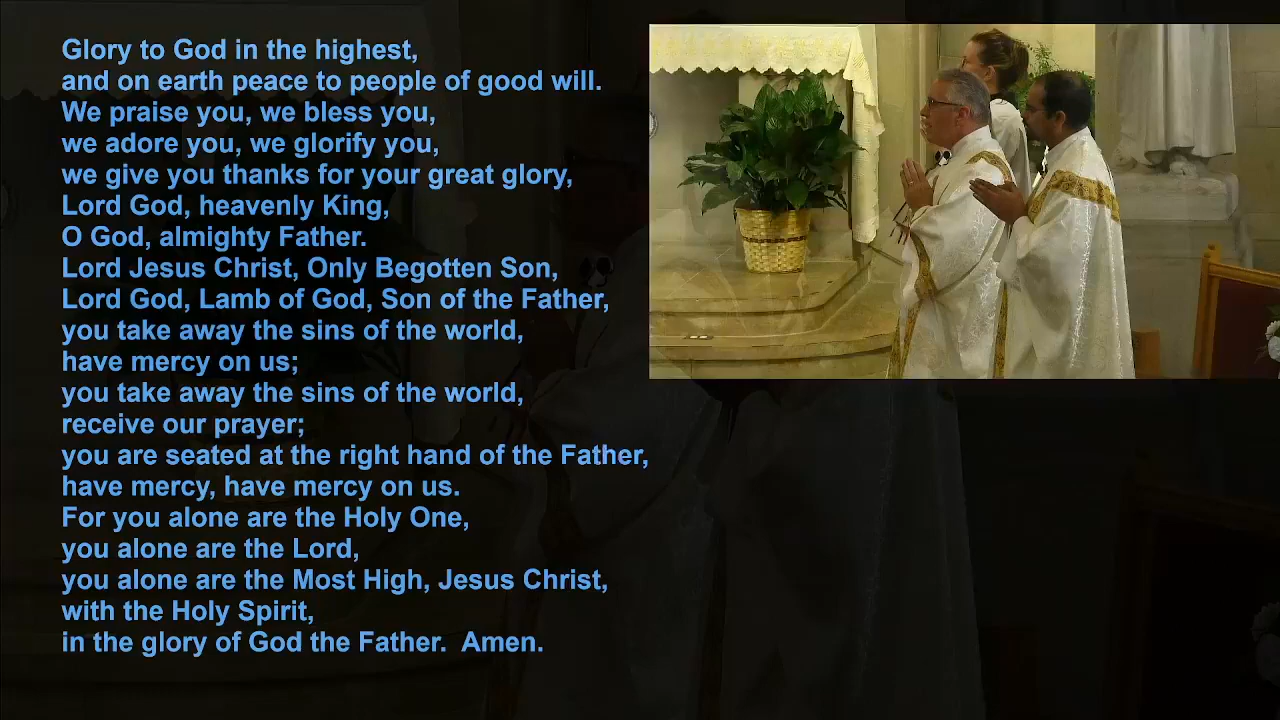 Glory to God in the highest,
and on earth peace to people of good will.
We praise you, we bless you,
we adore you, we glorify you,
we give you thanks for your great glory,
Lord God, heavenly King,
O God, almighty Father.
Lord Jesus Christ, Only Begotten Son,
Lord God, Lamb of God, Son of the Father,
you take away the sins of the world,
have mercy on us;
you take away the sins of the world,
receive our prayer;
you are seated at the right hand of the Father,
have mercy, have mercy on us.
For you alone are the Holy One,
you alone are the Lord,
you alone are the Most High, Jesus Christ,
with the Holy Spirit,
in the glory of God the Father.  Amen.